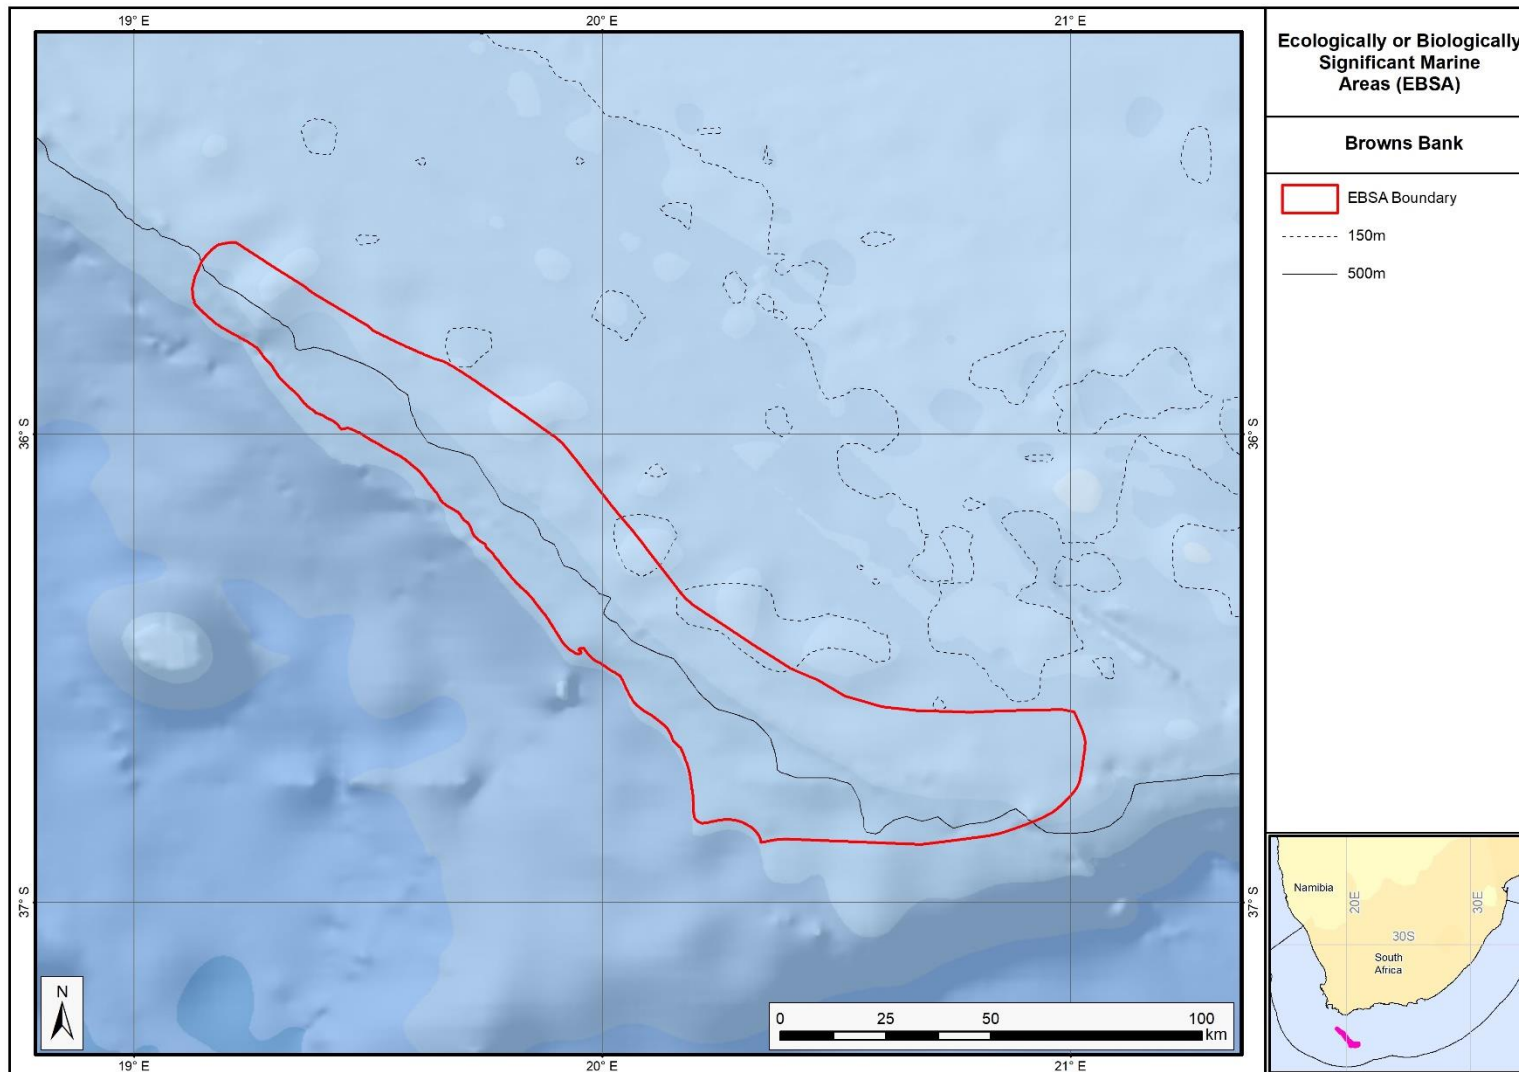 19° E
20° E
21° E
36° S
36° S
37° S
37° S
19° E
20° E
21° E
N
0
25
50
100
km
Ecologically or Biologically
Significant Marine
Areas (EBSA)
Browns Bank
EBSA Boundary
150m
500m
Namibia
20E
30E
30S
South
Africa